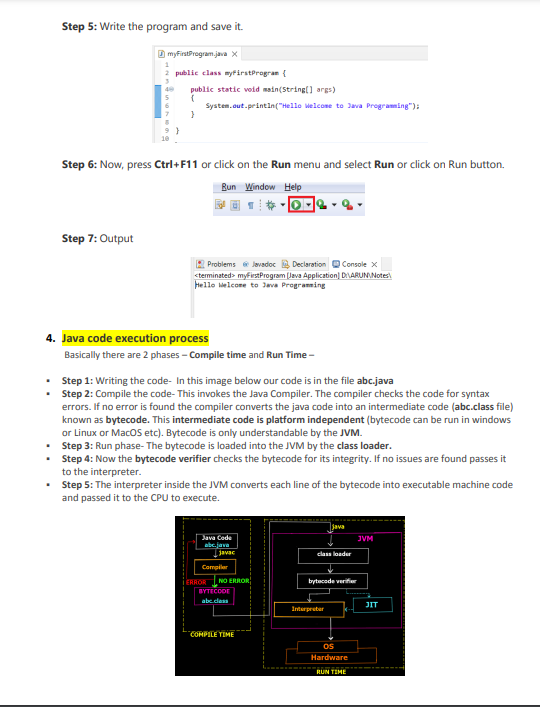 Step 5: Write the program and save it.
myFirstProgram.java
1
2 public class myFirstProgram {
3
4 public static void main(String[] args)
5 {
6 System.out.println("Hello Welcome to Java Programming");
7 }
8
9 }
10
Step 6: Now, press Ctrl+F11 or click on the Run menu and select Run or click on Run button.
Run Window Help
Step 7: Output
Problems Javadoc Declaration Console
<terminated> myFirstProgram [Java Application] D:\ARUN\Notes\
Hello Welcome to Java Programming
4. Java code execution process
Basically there are 2 phases – Compile time and Run Time –
• Step 1: Writing the code- In this image below our code is in the file abc.java
• Step 2: Compile the code- This invokes the Java Compiler. The compiler checks the code for syntax
errors. If no error is found the compiler converts the java code into an intermediate code (abc.class file)
known as bytecode. This intermediate code is platform independent (bytecode can be run in windows
or Linux or MacOS etc). Bytecode is only understandable by the JVM.
• Step 3: Run phase- The bytecode is loaded into the JVM by the class loader.
• Step 4: Now the bytecode verifier checks the bytecode for its integrity. If no issues are found passes it
to the interpreter.
• Step 5: The interpreter inside the JVM converts each line of the bytecode into executable machine code
and passed it to the CPU to execute.
Java Code
abc.java
javac
Compiler
ERROR NO ERROR
BYTECODE
abc.class
COMPILE TIME
java
JVM
class loader
bytecode verifier
Interpreter
JIT
OS
Hardware
RUN TIME